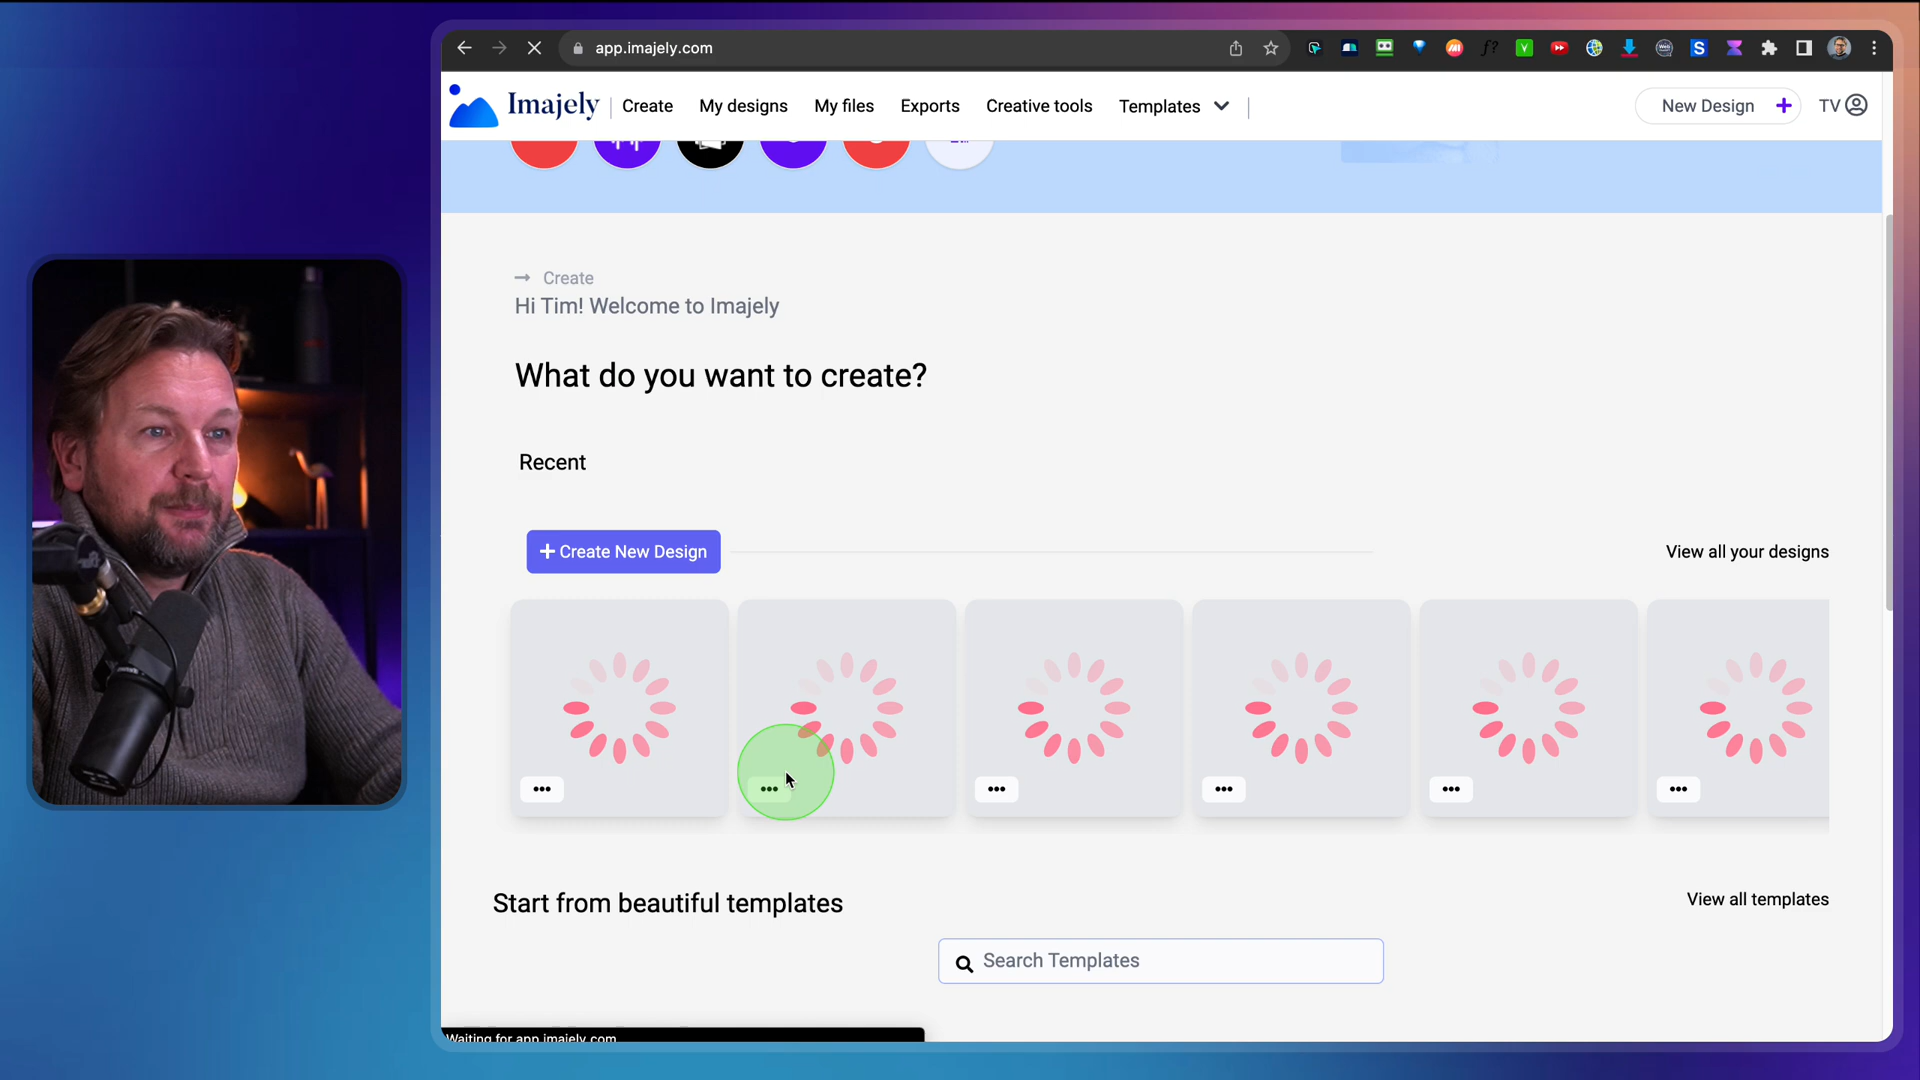 app.imajely.com
Imajely
Create
My designs
My files
Exports
Creative tools
Templates
New Design +
TV
→ Create
Hi Tim! Welcome to Imajely
What do you want to create?
Recent
+ Create New Design
View all your designs
Start from beautiful templates
View all templates
Search Templates
Waiting for app.imajely.com